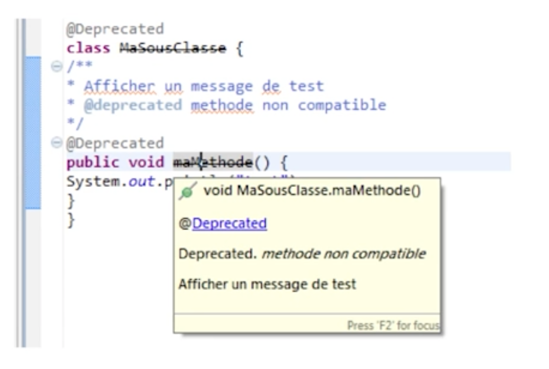 @Deprecated
class MaSousClasse {
/**
* Afficher un message de test
* @deprecated methode non compatible
*/
@Deprecated
public void maMethode() {
System.out.p
}
}
void MaSousClasse.maMethode()
@Deprecated
Deprecated. methode non compatible
Afficher un message de test
Press 'F2' for focus